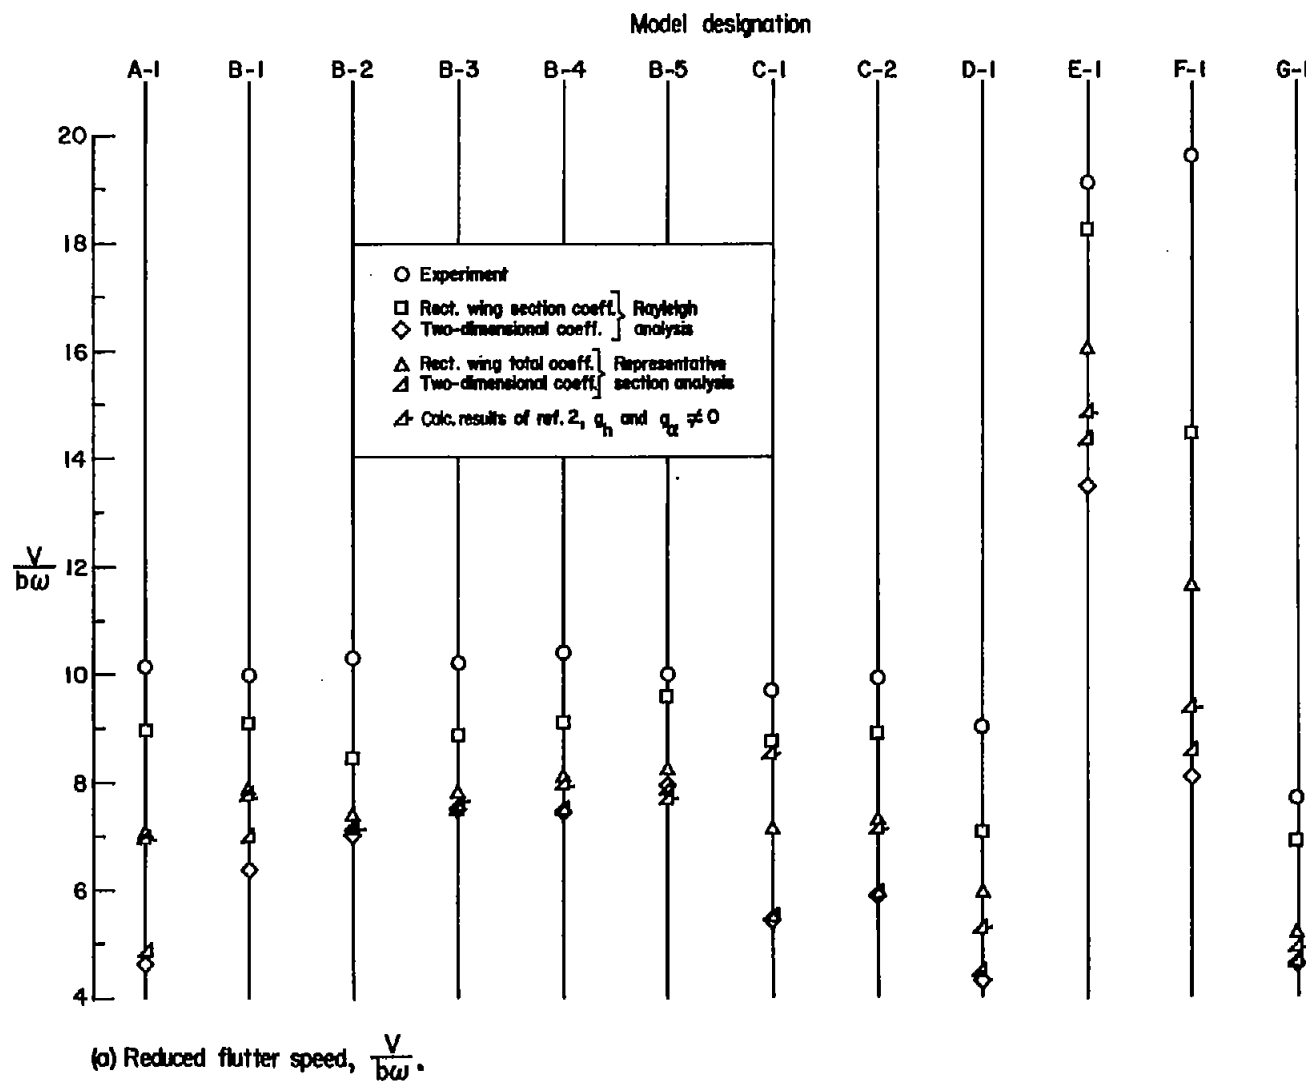 Model designation
A-1 B-1 B-2 B-3 B-4 B-5 C-1 C-2 D-1 E-1 F-1 G-1
20
18
Experiment
Rect. wing section coeff. Rayleigh
Two-dimensional coeff. analysis
16
Rect. wing total coeff. Representative
Two-dimensional coeff. section analysis
Calc. results of ref. 2, g_h and g_α ≠ 0
14
V/bω 12
10
8
6
4
(a) Reduced flutter speed, V/bω.